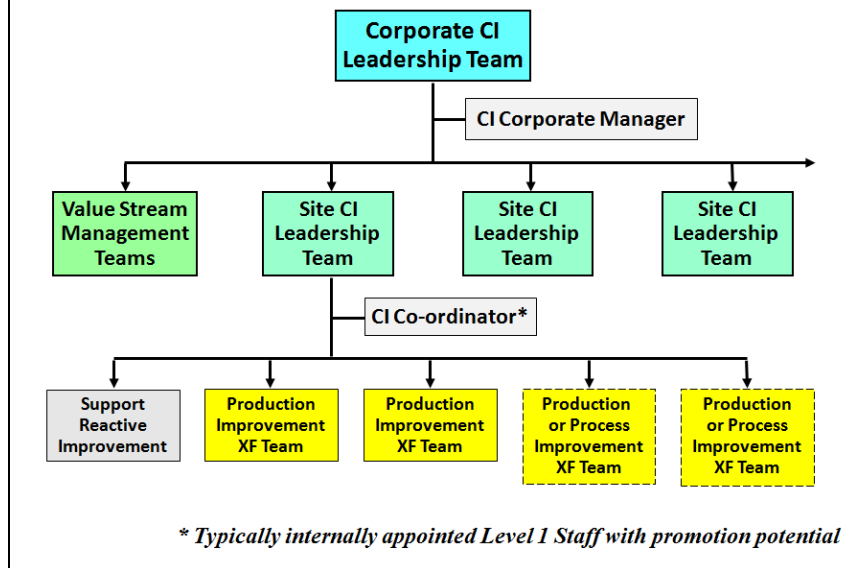 Corporate CI
Leadership Team
CI Corporate Manager
Value Stream
Management
Teams
Site CI
Leadership
Team
Site CI
Leadership
Team
Site CI
Leadership
Team
CI Co-ordinator*
Support
Reactive
Improvement
Production
Improvement
XF Team
Production
Improvement
XF Team
Production
or Process
Improvement
XF Team
Production
or Process
Improvement
XF Team
* Typically internally appointed Level 1 Staff with promotion potential